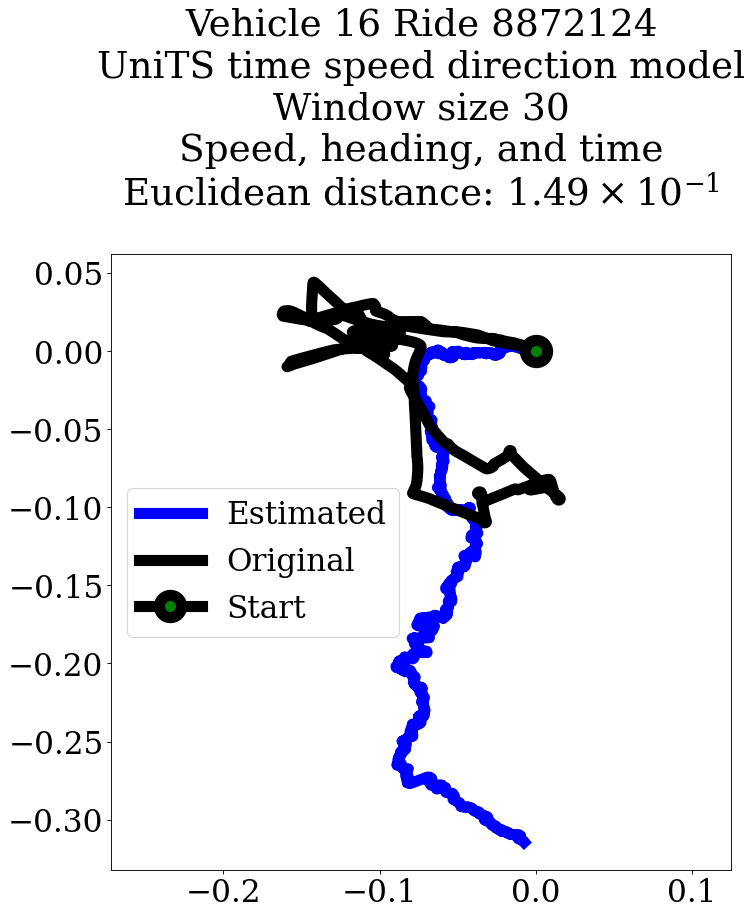 Vehicle 16 Ride 8872124
UniTS time speed direction model
Window size 30
Speed, heading, and time
Euclidean distance: 1.49 × 10⁻¹
0.05
0.00
−0.05
−0.10
−0.15
−0.20
−0.25
−0.30
Estimated
Original
Start
−0.2
−0.1
0.0
0.1